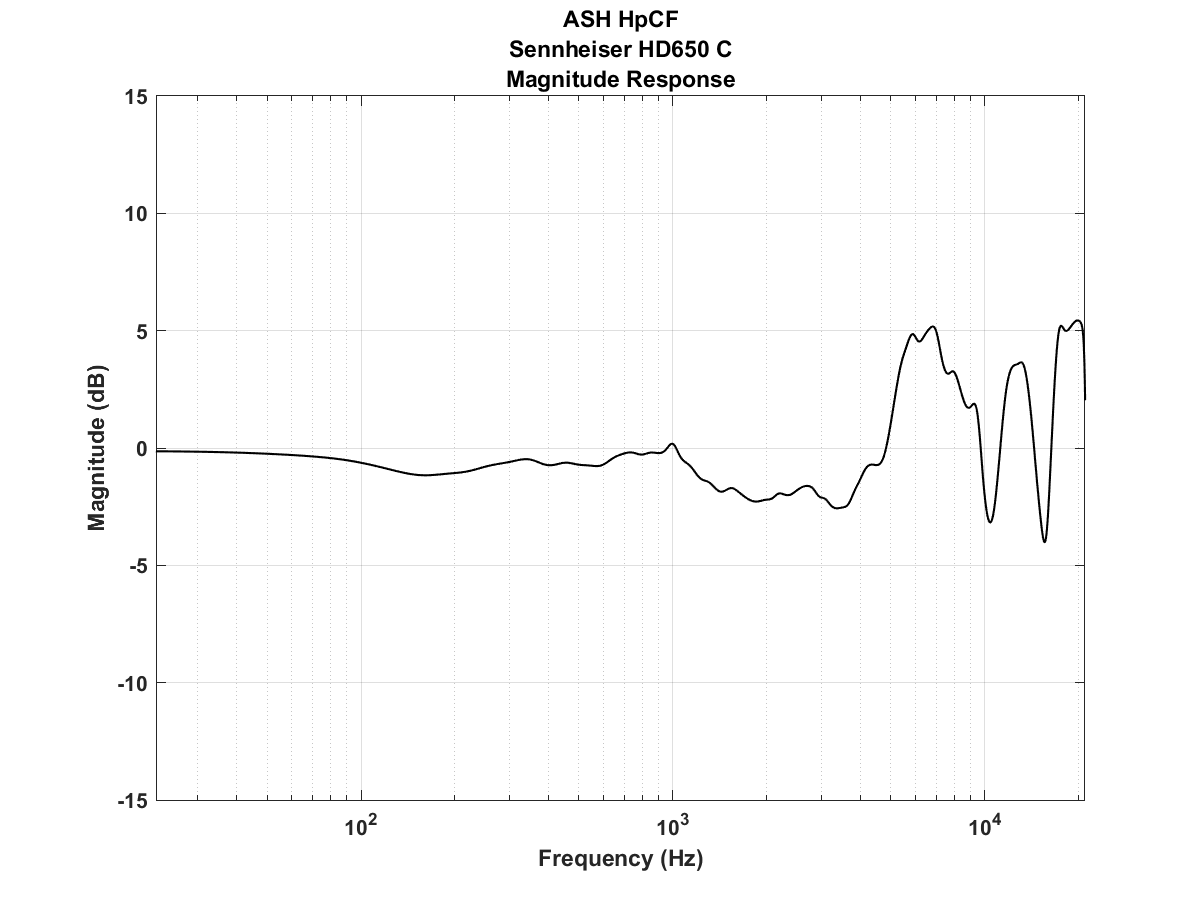 ASH HpCF
Sennheiser HD650 C
Magnitude Response
15
10
5
0
-5
-10
-15
Magnitude (dB)
10²
10³
10⁴
Frequency (Hz)